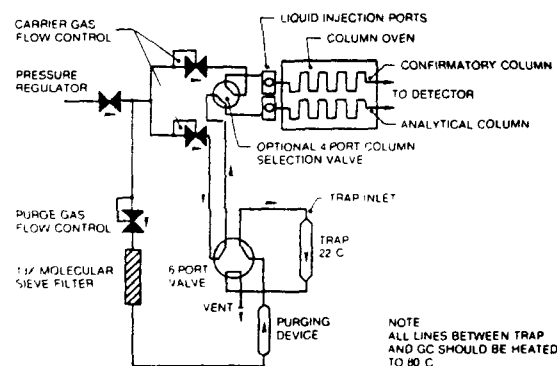 LIQUID INJECTION PORTS
CARRIER GAS
FLOW CONTROL
COLUMN OVEN
PRESSURE
REGULATOR
CONFIRMATORY COLUMN
TO DETECTOR
ANALYTICAL COLUMN
OPTIONAL 4 PORT COLUMN
SELECTION VALVE
PURGE GAS
FLOW CONTROL
TRAP INLET
MOLECULAR
SIEVE FILTER
6 PORT
VALVE
TRAP
22 C
VENT
PURGING
DEVICE
NOTE
ALL LINES BETWEEN TRAP
AND GC SHOULD BE HEATED
TO 80 C